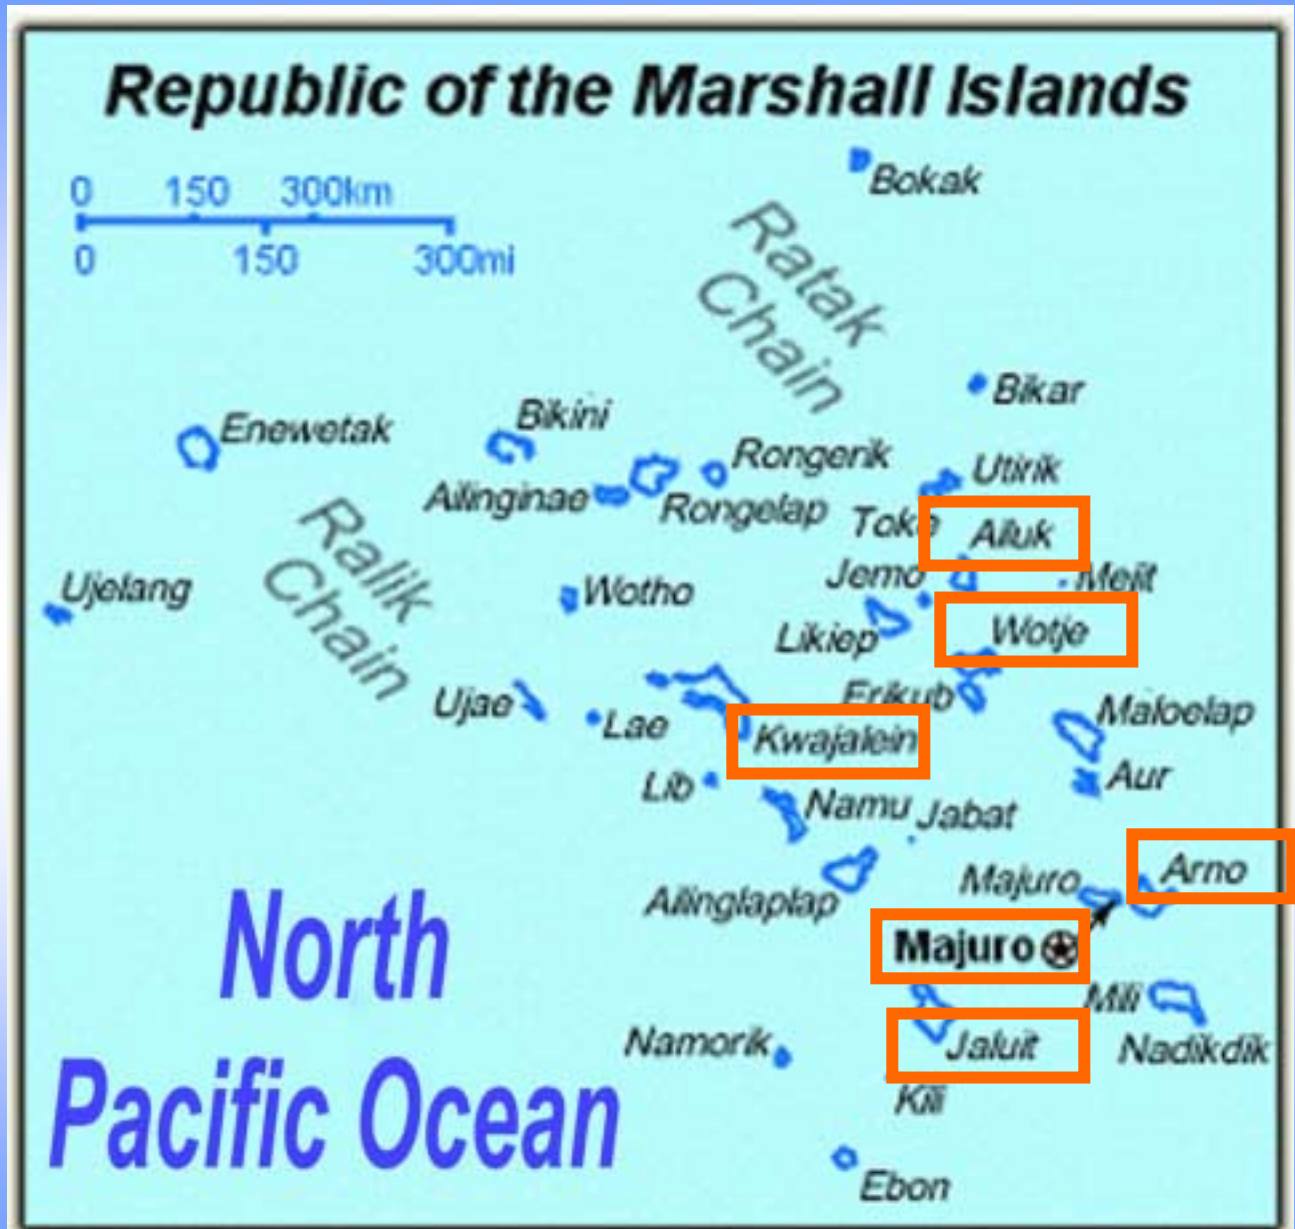 Republic of the Marshall Islands
Bokak
0 150 300km
0 150 300mi
Ratak
Chain
Bikar
Bikini
Enewetak
Rongerik
Utirik
Ailinginae
Rongelap
Toke
Ailuk
Ralik
Chain
Jemo
Mejit
Ujelang
Wotho
Likiep
Wotje
Ujae
Lae
Erikub
Maloelap
Kwajalein
Lib
Aur
Namu
Jabat
Arno
Majuro
Ailinglaplap
North
Pacific Ocean
Majuro
Mili
Namorik
Jaluit
Nadikdik
Kili
Ebon